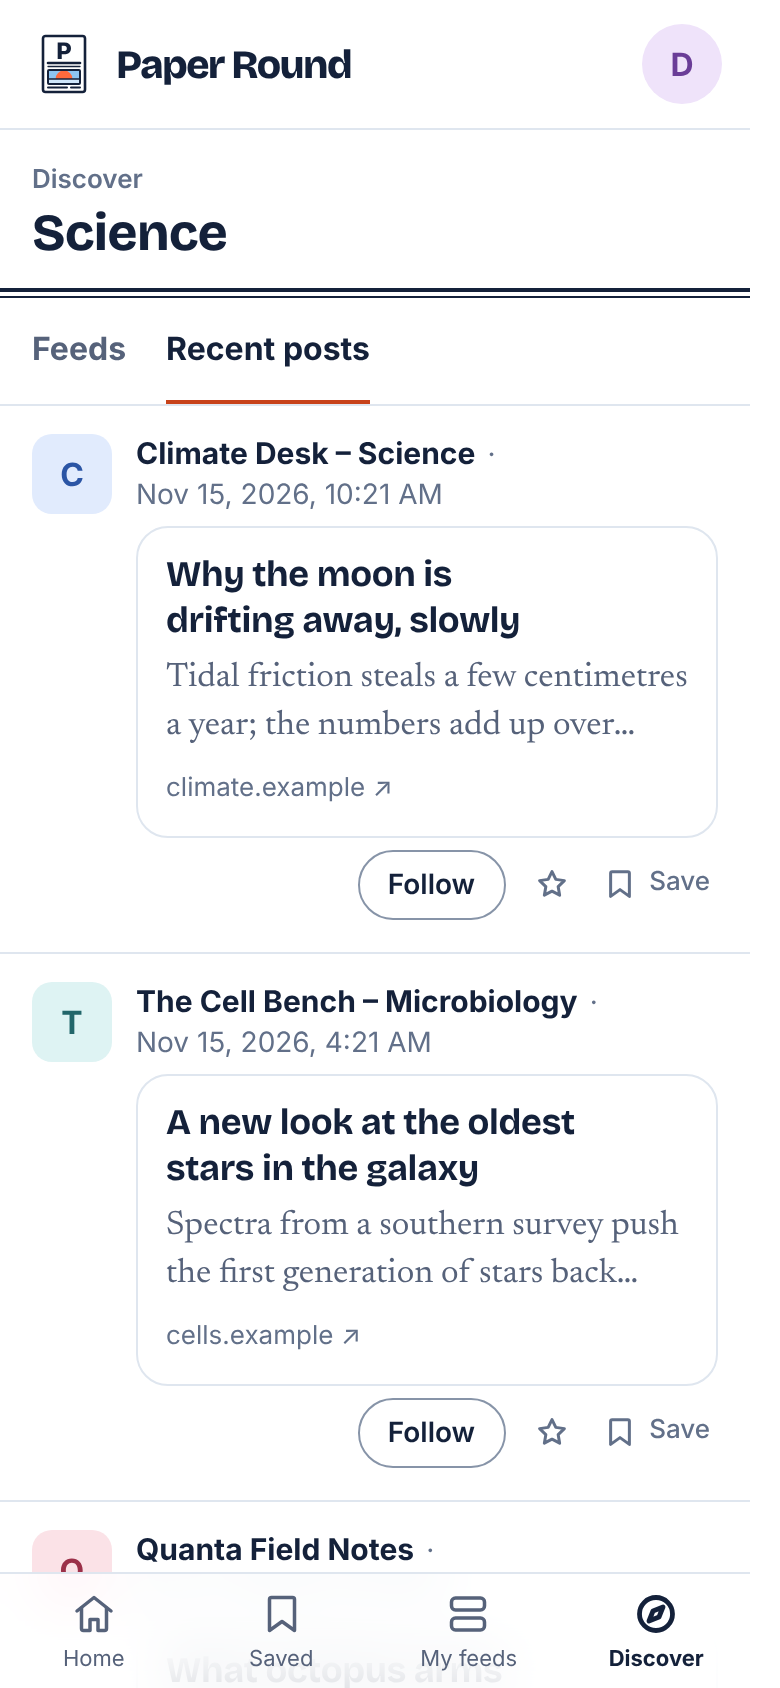 P
Paper Round
D
Discover
Science
Feeds
Recent posts
C
Climate Desk – Science ·
Nov 15, 2026, 10:21 AM
Why the moon is
drifting away, slowly
Tidal friction steals a few centimetres
a year; the numbers add up over...
climate.example ↗
Follow
Save
T
The Cell Bench – Microbiology ·
Nov 15, 2026, 4:21 AM
A new look at the oldest
stars in the galaxy
Spectra from a southern survey push
the first generation of stars back...
cells.example ↗
Follow
Save
Q
Quanta Field Notes ·
What octopus arms
Home
Saved
My feeds
Discover